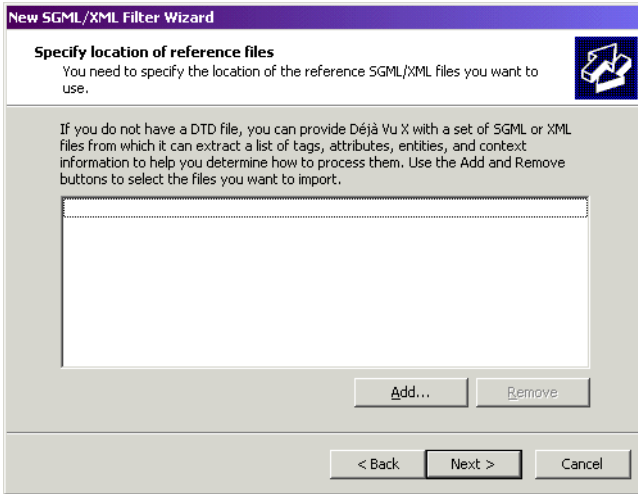 New SGML/XML Filter Wizard
Specify location of reference files
You need to specify the location of the reference SGML/XML files you want to
use.
If you do not have a DTD file, you can provide Déjà Vu X with a set of SGML or XML
files from which it can extract a list of tags, attributes, entities, and context
information to help you determine how to process them. Use the Add and Remove
buttons to select the files you want to import.
Add...
Remove
< Back
Next >
Cancel